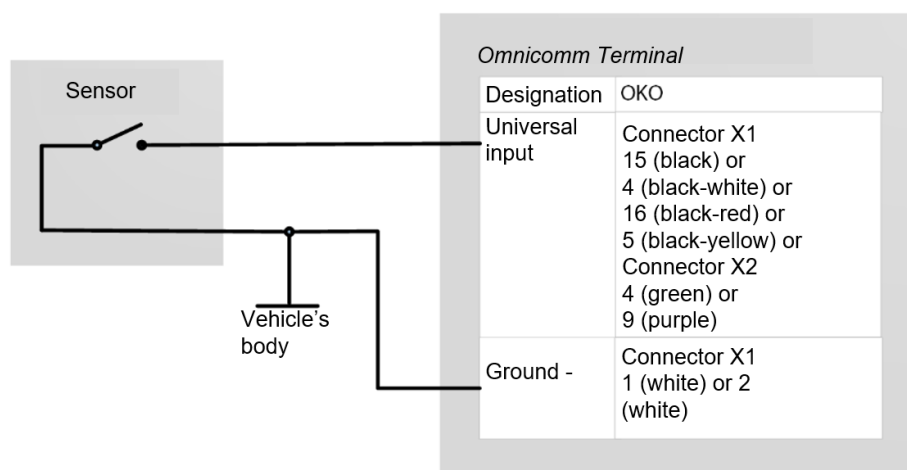 Omnicomm Terminal
Sensor
Designation OKO
Universal
input
Connector X1
15 (black) or
4 (black-white) or
16 (black-red) or
5 (black-yellow) or
Connector X2
4 (green) or
9 (purple)
Vehicle's
body
Ground -
Connector X1
1 (white) or 2
(white)